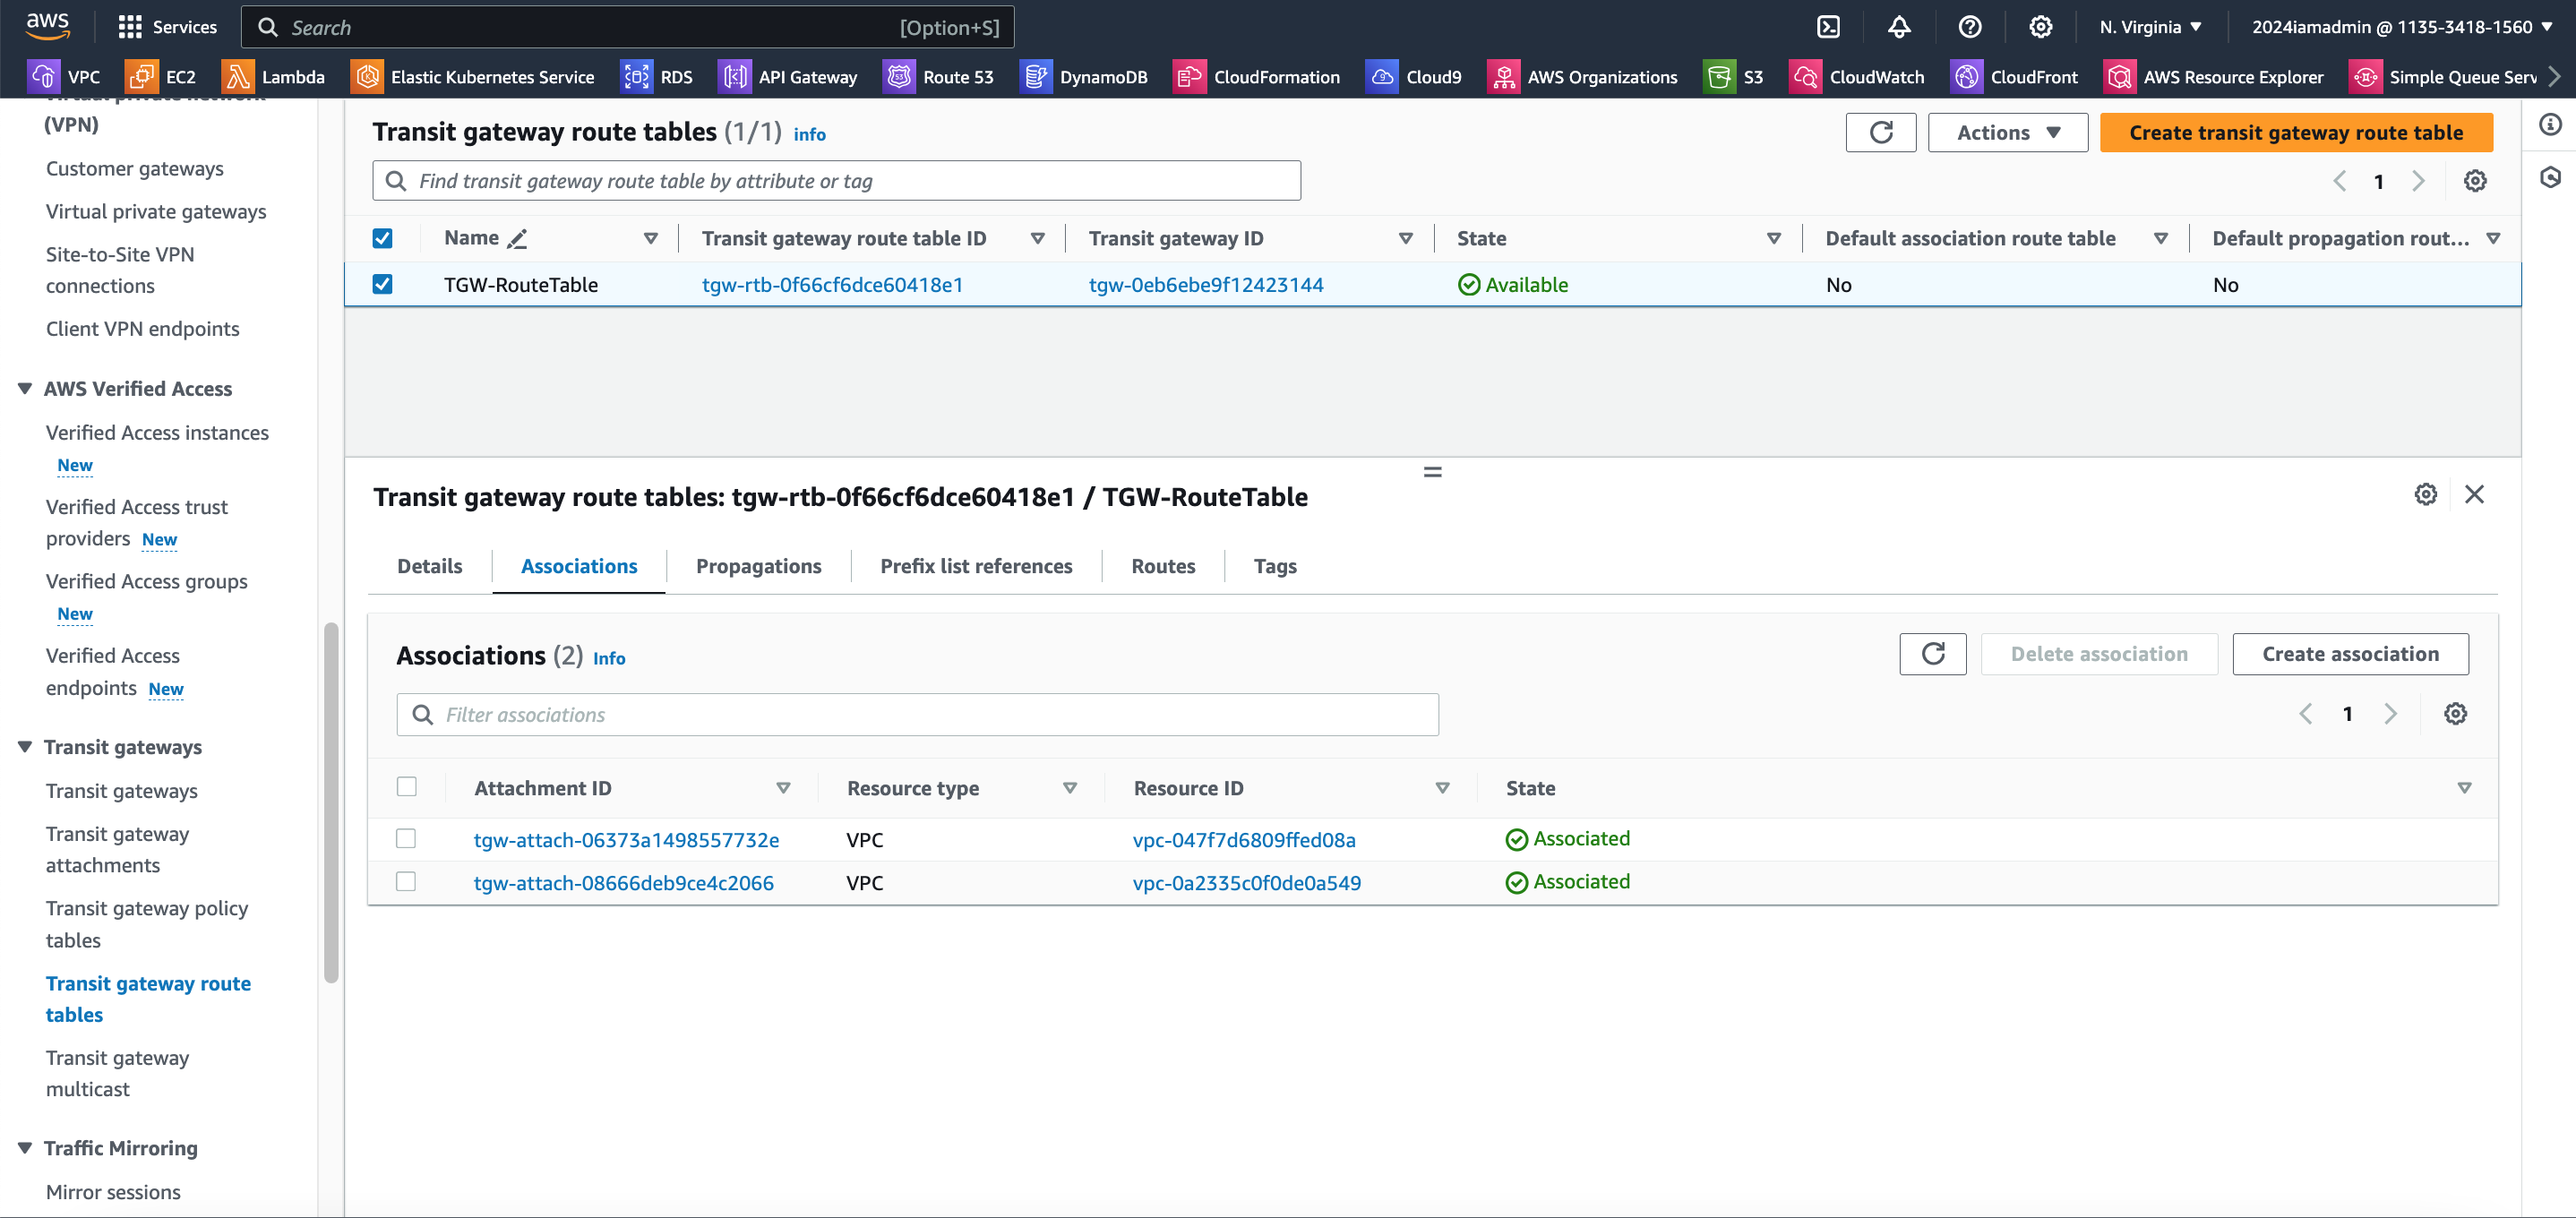 aws
Services
Search
[Option+S]
N. Virginia
2024iamadmin @ 1135-3418-1560
VPC
EC2
Lambda
Elastic Kubernetes Service
RDS
API Gateway
Route 53
DynamoDB
CloudFormation
Cloud9
AWS Organizations
S3
CloudWatch
CloudFront
AWS Resource Explorer
Simple Queue Serv
Virtual private network
(VPN)
Customer gateways
Virtual private gateways
Site-to-Site VPN
connections
Client VPN endpoints
AWS Verified Access
Verified Access instances
New
Verified Access trust
providers New
Verified Access groups
New
Verified Access
endpoints New
Transit gateways
Transit gateways
Transit gateway
attachments
Transit gateway policy
tables
Transit gateway route
tables
Transit gateway
multicast
Traffic Mirroring
Mirror sessions
Transit gateway route tables (1/1) info
Actions
Create transit gateway route table
Find transit gateway route table by attribute or tag
1
Name
Transit gateway route table ID
Transit gateway ID
State
Default association route table
Default propagation rout...
TGW-RouteTable
tgw-rtb-0f66cf6dce60418e1
tgw-0eb6ebe9f12423144
Available
No
No
Transit gateway route tables: tgw-rtb-0f66cf6dce60418e1 / TGW-RouteTable
Details
Associations
Propagations
Prefix list references
Routes
Tags
Associations (2) Info
Delete association
Create association
Filter associations
1
Attachment ID
Resource type
Resource ID
State
tgw-attach-06373a1498557732e
VPC
vpc-047f7d6809ffed08a
Associated
tgw-attach-08666deb9ce4c2066
VPC
vpc-0a2335c0f0de0a549
Associated